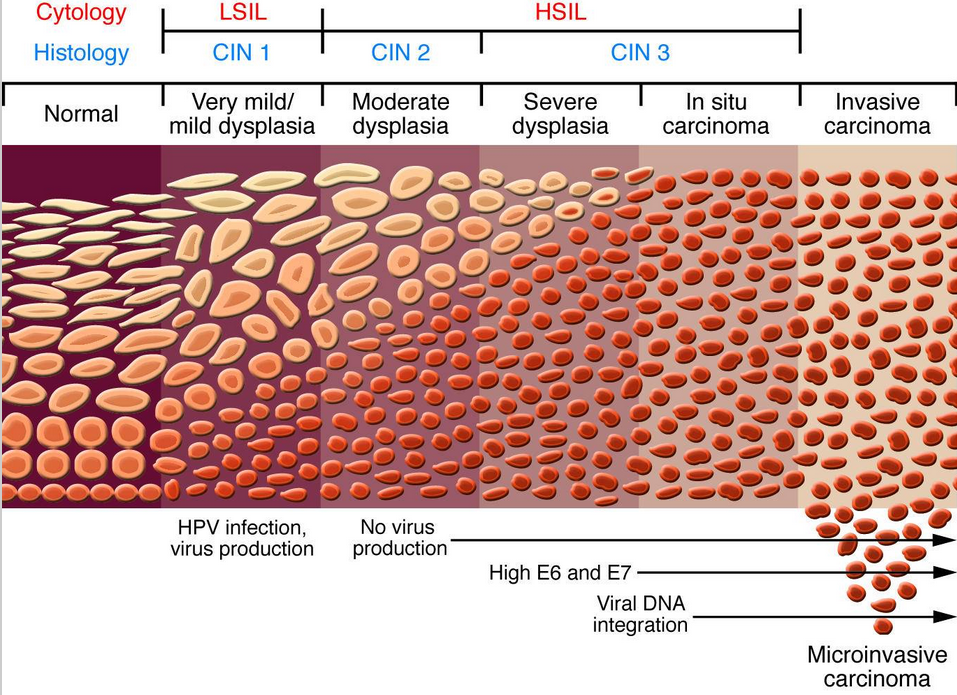 Cytology LSIL HSIL
Histology CIN 1 CIN 2 CIN 3
Normal
Very mild/
mild dysplasia
Moderate
dysplasia
Severe
dysplasia
In situ
carcinoma
Invasive
carcinoma
HPV infection,
virus production
No virus
production
High E6 and E7
Viral DNA
integration
Microinvasive
carcinoma